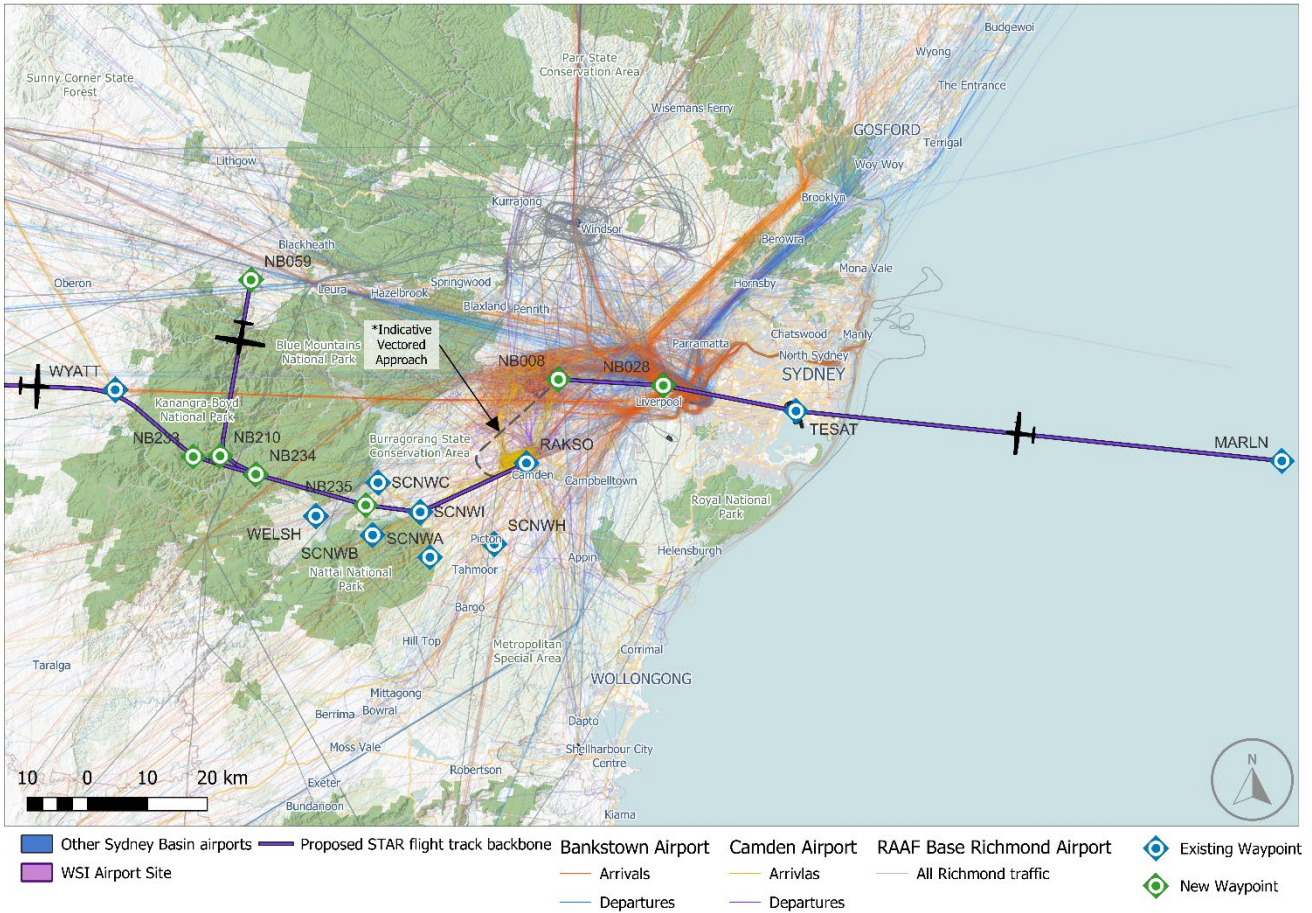 Budgewoi
Wyong
Parr State
Conservation Area
Sunny Corner State
Forest
The Entrance
Wisemans Ferry
GOSFORD
Terrigal
Lithgow
Woy Woy
Kurrajong
Brooklyn
Windsor
Blackheath
Berowra
NB059
Mona Vale
Oberon
Leura
Hazelbrook
Springwood
Hornsby
Blaxland
Penrith
*Indicative
Vectored
Approach
Chatswood
Manly
Blue Mountains
National Park
Parramatta
North Sydney
NB008
NB028
WYATT
SYDNEY
Kanangra-Boyd
National Park
Liverpool
TESAT
NB233
NB210
Burragorang State
Conservation Area
RAKSO
MARLN
NB234
Camden
Campbelltown
NB235
SCNWC
Royal National
Park
SCNWI
WELSH
SCNWH
SCNWB
SCNWA
Picton
Helensburgh
Appin
Nattai National
Park
Tahmoor
Bargo
Hill Top
Metropolitan
Special Area
Corrimal
Taralga
WOLLONGONG
Mittagong
Berrima
Bowral
Dapto
Moss Vale
Shellharbour City
Centre
N
Robertson
10 0 10 20 km
Exeter
Bundanoon
Kiama
Other Sydney Basin airports
Proposed STAR flight track backbone
Bankstown Airport
Camden Airport
RAAF Base Richmond Airport
Existing Waypoint
WSI Airport Site
Arrivals
Arrivlas
All Richmond traffic
New Waypoint
Departures
Departures